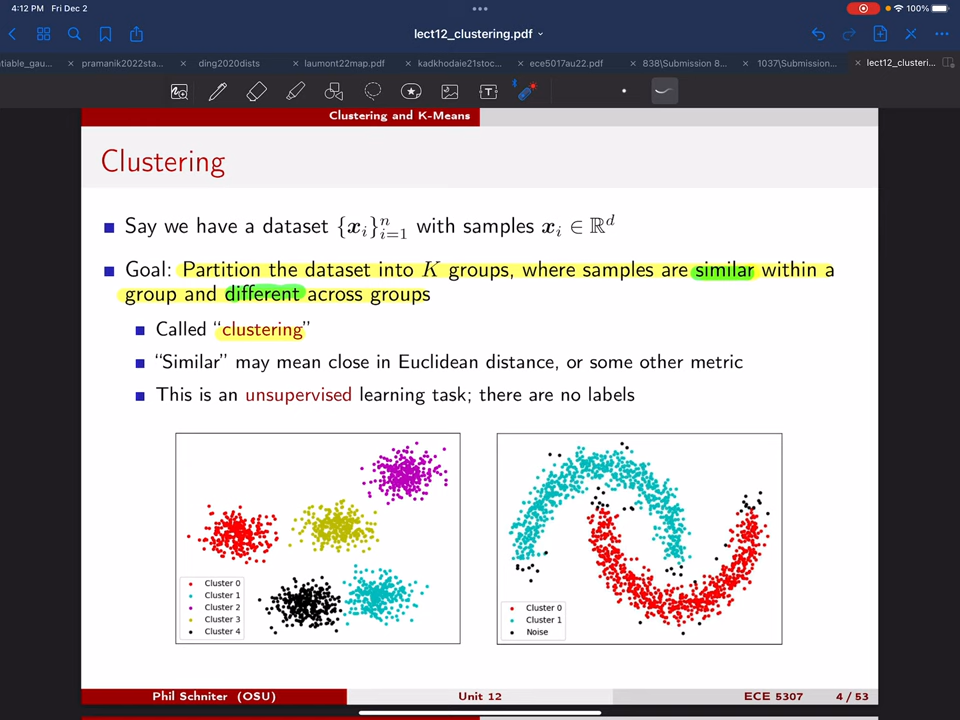 4:12 PM Fri Dec 2
100%
lect12_clustering.pdf
tiable_gau...
pramanik2022sta...
ding2020dists
laumont22map.pdf
kadkhodaie21stoc...
ece5017au22.pdf
838\Submission 8...
1037\Submission...
lect12_clusteri...
Clustering and K-Means
Clustering
Say we have a dataset {x_i}_{i=1}^n with samples x_i ∈ ℝ^d
Goal: Partition the dataset into K groups, where samples are similar within a
group and different across groups
Called “clustering”
“Similar” may mean close in Euclidean distance, or some other metric
This is an unsupervised learning task; there are no labels
Cluster 0
Cluster 1
Cluster 2
Cluster 3
Cluster 4
Cluster 0
Cluster 1
Noise
Phil Schniter (OSU) Unit 12 ECE 5307 4 / 53